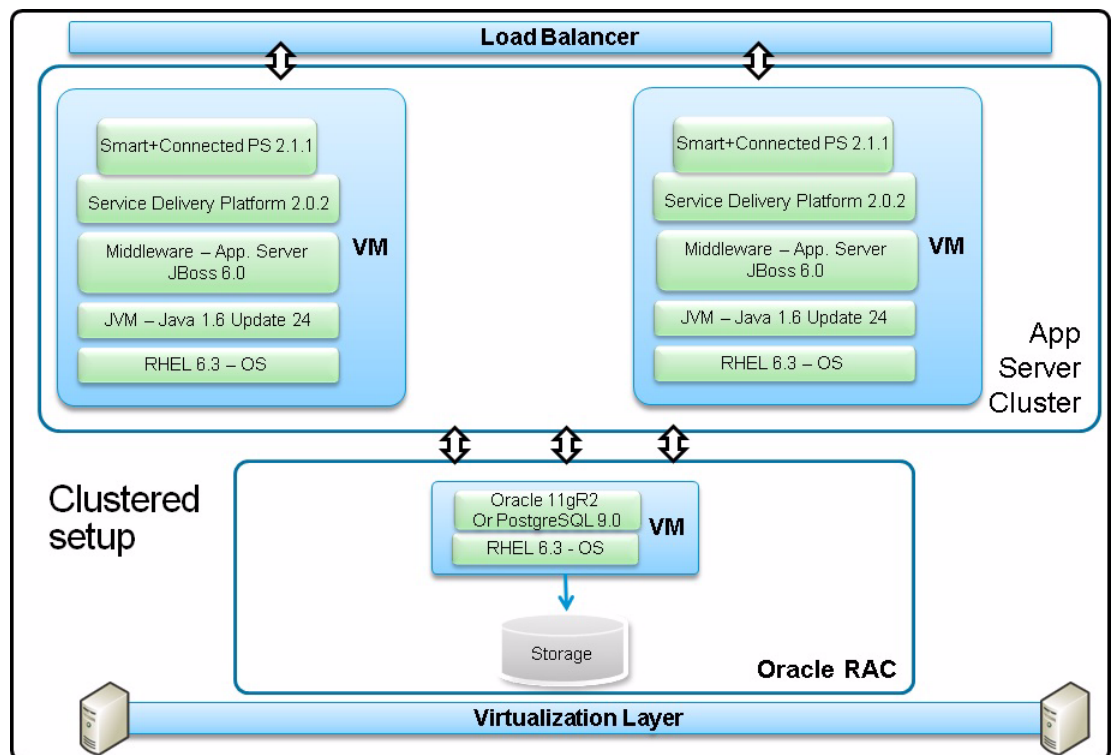 Load Balancer
Smart+Connected PS 2.1.1
Service Delivery Platform 2.0.2
Middleware – App. Server
JBoss 6.0
JVM – Java 1.6 Update 24
RHEL 6.3 – OS
VM
Smart+Connected PS 2.1.1
Service Delivery Platform 2.0.2
Middleware – App. Server
JBoss 6.0
JVM – Java 1.6 Update 24
RHEL 6.3 – OS
VM
App
Server
Cluster
Clustered
setup
Oracle 11gR2
Or PostgreSQL 9.0
RHEL 6.3 - OS
VM
Storage
Oracle RAC
Virtualization Layer